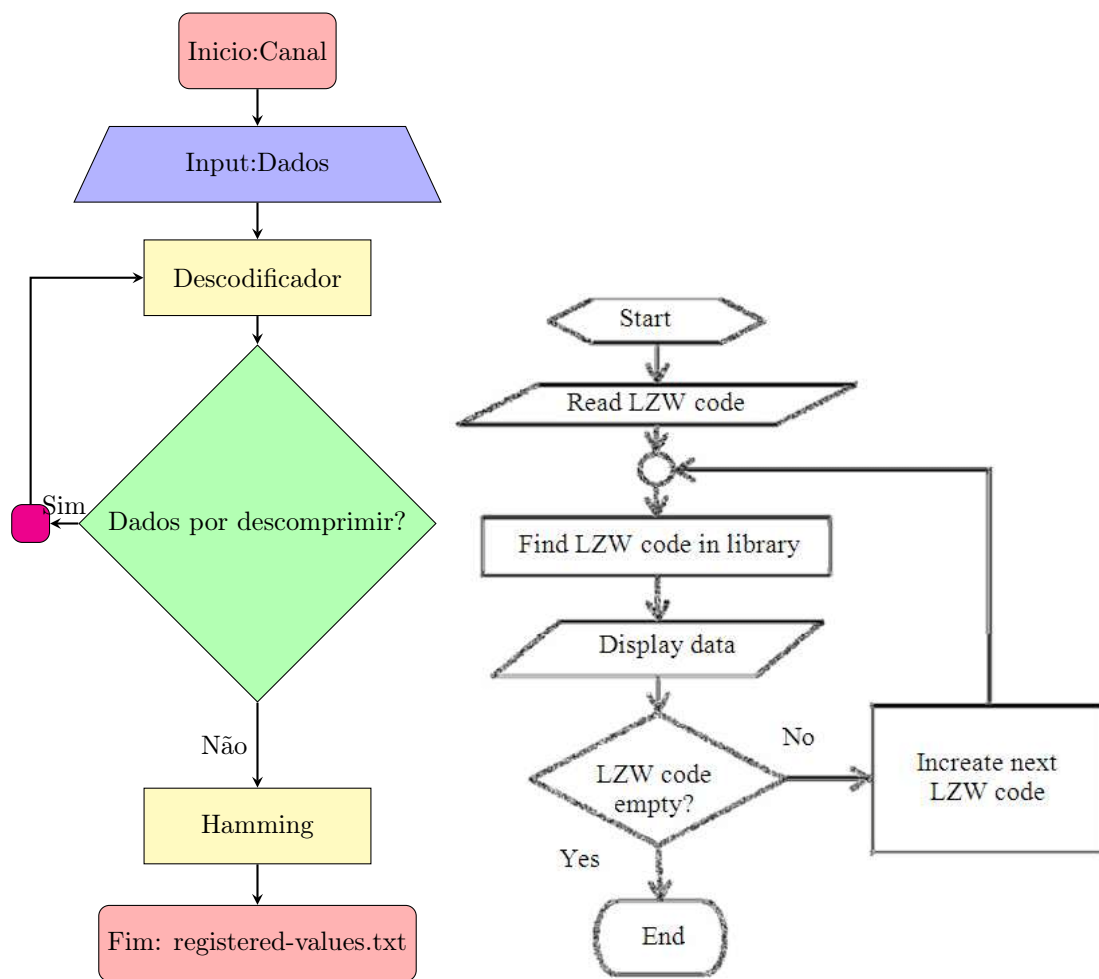 Inicio:Canal
Input:Dados
Descodificador
Sim
Dados por descomprimir?
Não
Hamming
Fim: registered-values.txt
Start
Read LZW code
Find LZW code in library
Display data
LZW code
empty?
No
Increate next
LZW code
Yes
End